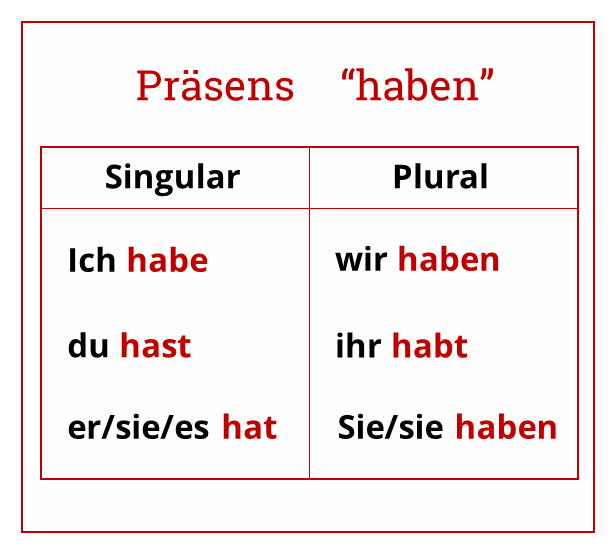 Präsens “haben”
Singular Plural
Ich habe wir haben
du hast ihr habt
er/sie/es hat Sie/sie haben